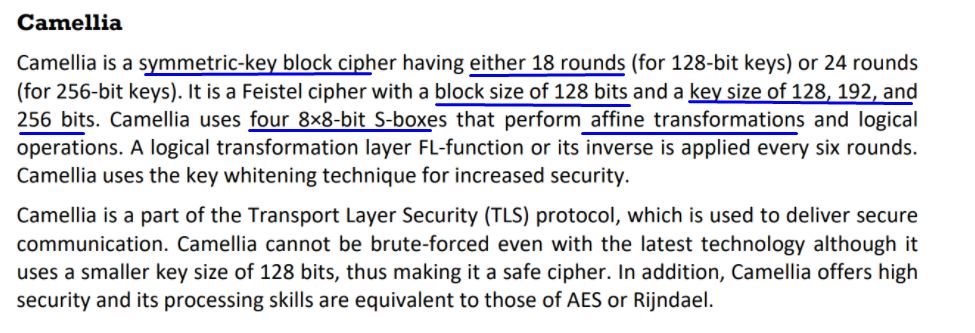 Camellia
Camellia is a symmetric-key block cipher having either 18 rounds (for 128-bit keys) or 24 rounds
(for 256-bit keys). It is a Feistel cipher with a block size of 128 bits and a key size of 128, 192, and
256 bits. Camellia uses four 8×8-bit S-boxes that perform affine transformations and logical
operations. A logical transformation layer FL-function or its inverse is applied every six rounds.
Camellia uses the key whitening technique for increased security.
Camellia is a part of the Transport Layer Security (TLS) protocol, which is used to deliver secure
communication. Camellia cannot be brute-forced even with the latest technology although it
uses a smaller key size of 128 bits, thus making it a safe cipher. In addition, Camellia offers high
security and its processing skills are equivalent to those of AES or Rijndael.